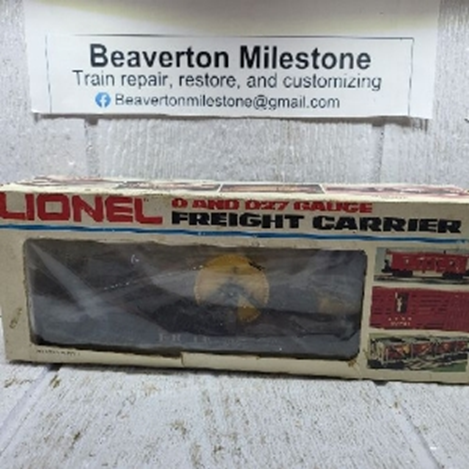 Beaverton Milestone
Train repair, restore, and customizing
Beavertonmilestone@gmail.com
LIONEL
O AND O27 GAUGE
FREIGHT CARRIER